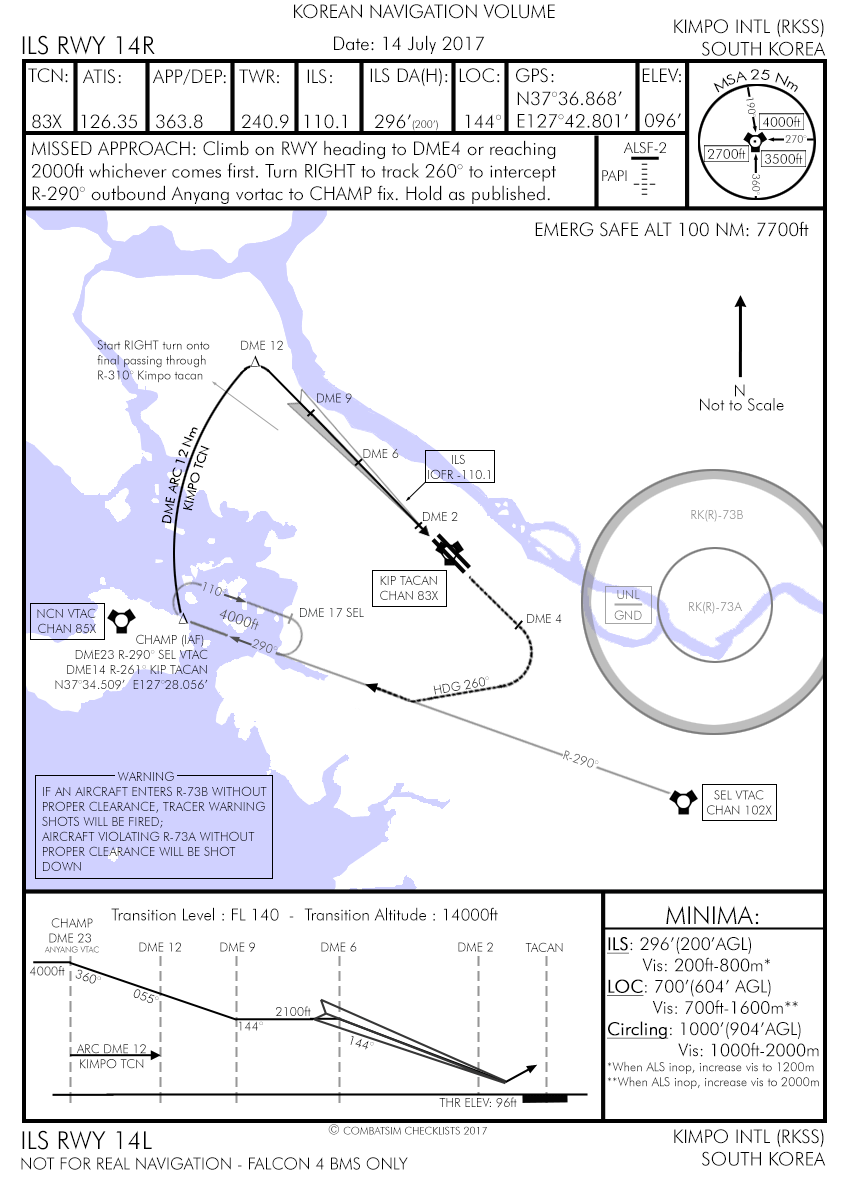 KOREAN NAVIGATION VOLUME
ILS RWY 14R
Date: 14 July 2017
KIMPO INTL (RKSS)
SOUTH KOREA
TCN: ATIS: APP/DEP: TWR: ILS: ILS DA(H): LOC: GPS: ELEV:
N37°36.868'
83X 126.35 363.8 240.9 110.1 296'(200') 144° E127°42.801' 096'
MSA 25 Nm
190°
4000ft
270°
2700ft
3500ft
360°
MISSED APPROACH: Climb on RWY heading to DME4 or reaching
2000ft whichever comes first. Turn RIGHT to track 260° to intercept
R-290° outbound Anyang vortac to CHAMP fix. Hold as published.
ALSF-2
PAPI
EMERG SAFE ALT 100 NM: 7700ft
N
Not to Scale
Start RIGHT turn onto
final passing through
R-310° Kimpo tacan
DME 12
DME 9
DME ARC 12 Nm
KIMPO TCN
DME 6
ILS
IOFR -110.1
DME 2
RK(R)-73B
KIP TACAN
CHAN 83X
UNL
GND
RK(R)-73A
110°
4000ft
DME 17 SEL
290°
DME 4
NCN VTAC
CHAN 85X
CHAMP (IAF)
DME23 R-290° SEL VTAC
DME14 R-261° KIP TACAN
N37°34.509' E127°28.056'
HDG 260°
R-290°
SEL VTAC
CHAN 102X
WARNING
IF AN AIRCRAFT ENTERS R-73B WITHOUT
PROPER CLEARANCE, TRACER WARNING
SHOTS WILL BE FIRED;
AIRCRAFT VIOLATING R-73A WITHOUT
PROPER CLEARANCE WILL BE SHOT
DOWN
Transition Level : FL 140 - Transition Altitude : 14000ft
CHAMP
DME 23
ANYANG VTAC
DME 12
DME 9
DME 6
DME 2
TACAN
4000ft
360°
055°
2100ft
144°
144°
ARC DME 12
KIMPO TCN
THR ELEV: 96ft
MINIMA:
ILS: 296'(200'AGL)
Vis: 200ft-800m*
LOC: 700'(604' AGL)
Vis: 700ft-1600m**
Circling: 1000'(904'AGL)
Vis: 1000ft-2000m
*When ALS inop, increase vis to 1200m
**When ALS inop, increase vis to 2000m
ILS RWY 14L
© COMBATSIM CHECKLISTS 2017
KIMPO INTL (RKSS)
NOT FOR REAL NAVIGATION - FALCON 4 BMS ONLY
SOUTH KOREA